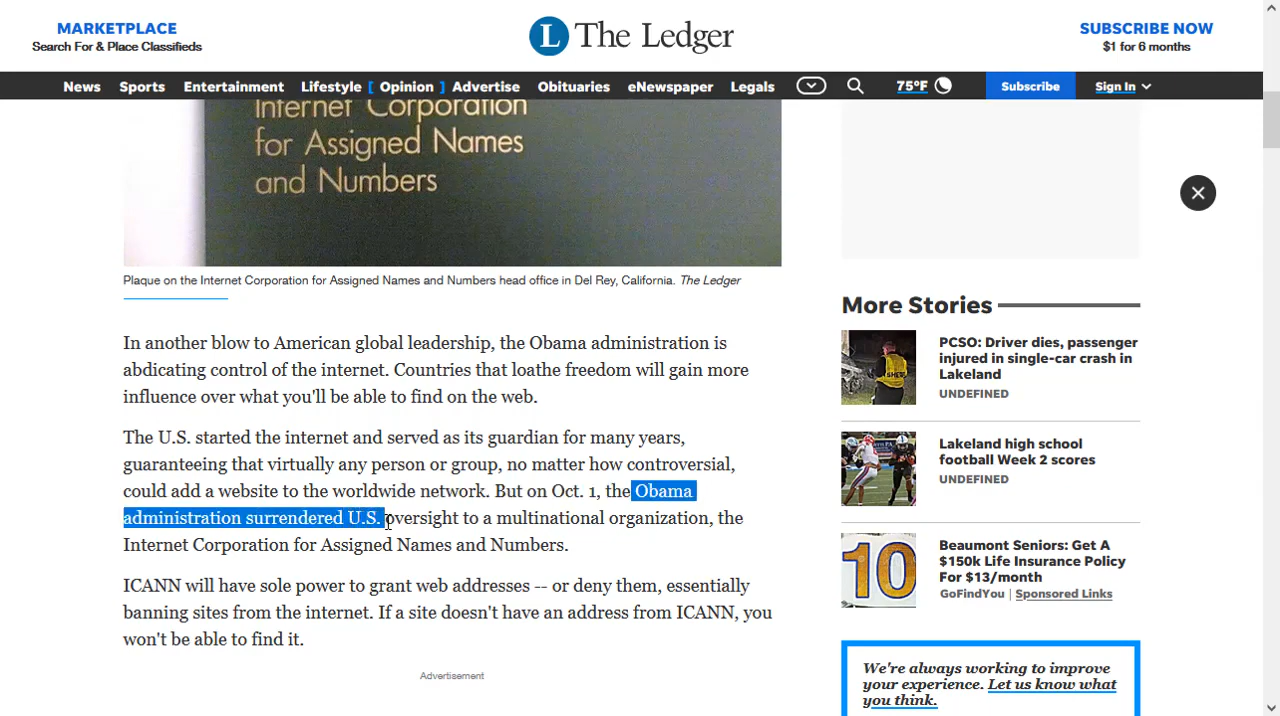 MARKETPLACE
Search For & Place Classifieds
L The Ledger
SUBSCRIBE NOW
$1 for 6 months
News Sports Entertainment Lifestyle [ Opinion ] Advertise Obituaries eNewspaper Legals 75°F Subscribe Sign In
Internet Corporation
for Assigned Names
and Numbers
Plaque on the Internet Corporation for Assigned Names and Numbers head office in Del Rey, California. The Ledger
In another blow to American global leadership, the Obama administration is
abdicating control of the internet. Countries that loathe freedom will gain more
influence over what you'll be able to find on the web.
The U.S. started the internet and served as its guardian for many years,
guaranteeing that virtually any person or group, no matter how controversial,
could add a website to the worldwide network. But on Oct. 1, the Obama
administration surrendered U.S. oversight to a multinational organization, the
Internet Corporation for Assigned Names and Numbers.
ICANN will have sole power to grant web addresses -- or deny them, essentially
banning sites from the internet. If a site doesn't have an address from ICANN, you
won't be able to find it.
Advertisement
More Stories
PCSO: Driver dies, passenger
injured in single-car crash in
Lakeland
UNDEFINED
Lakeland high school
football Week 2 scores
UNDEFINED
10
Beaumont Seniors: Get A
$150k Life Insurance Policy
For $13/month
GoFindYou | Sponsored Links
We're always working to improve
your experience. Let us know what
you think.